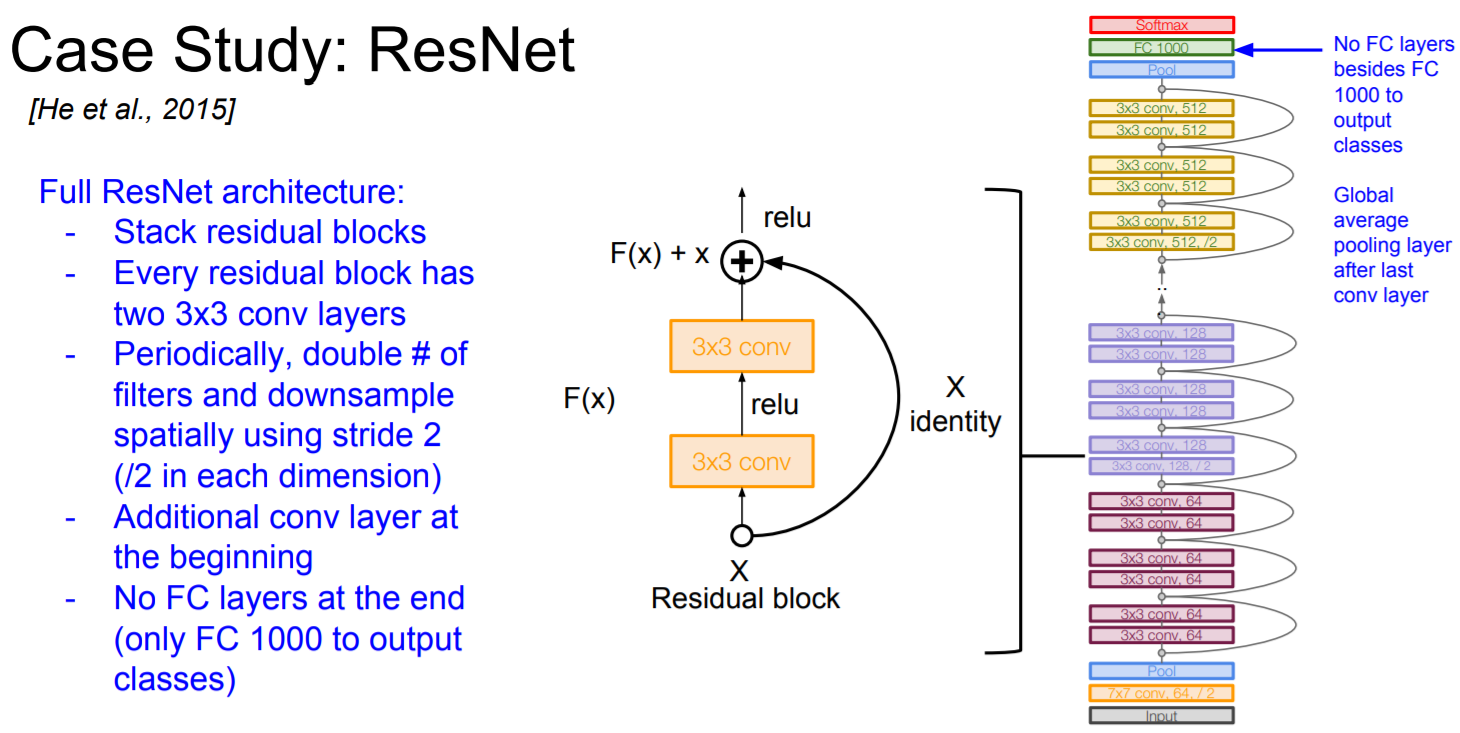 Case Study: ResNet
[He et al., 2015]
Full ResNet architecture:
- Stack residual blocks
- Every residual block has
two 3x3 conv layers
- Periodically, double # of
filters and downsample
spatially using stride 2
(/2 in each dimension)
- Additional conv layer at
the beginning
- No FC layers at the end
(only FC 1000 to output
classes)
relu
F(x) + x
3x3 conv
F(x)
relu
X
identity
3x3 conv
X
Residual block
Softmax
FC 1000
Pool
3x3 conv, 512
3x3 conv, 512
3x3 conv, 512
3x3 conv, 512
3x3 conv, 512
3x3 conv, 512, /2
..
3x3 conv, 128
3x3 conv, 128
3x3 conv, 128
3x3 conv, 128
3x3 conv, 128
3x3 conv, 128, / 2
3x3 conv, 64
3x3 conv, 64
3x3 conv, 64
3x3 conv, 64
3x3 conv, 64
3x3 conv, 64
Pool
7x7 conv, 64, / 2
Input
No FC layers
besides FC
1000 to
output
classes
Global
average
pooling layer
after last
conv layer